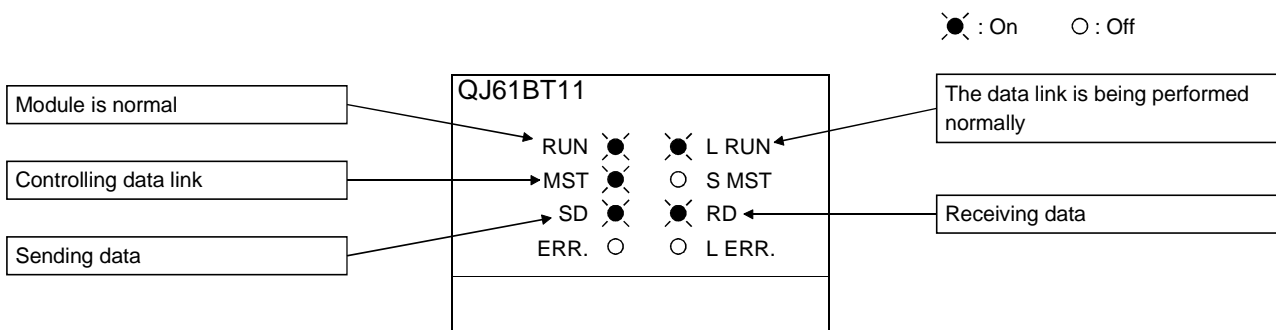 : On : Off
QJ61BT11
Module is normal
The data link is being performed
normally
RUN L RUN
Controlling data link
MST S MST
SD RD
Receiving data
Sending data
ERR. L ERR.